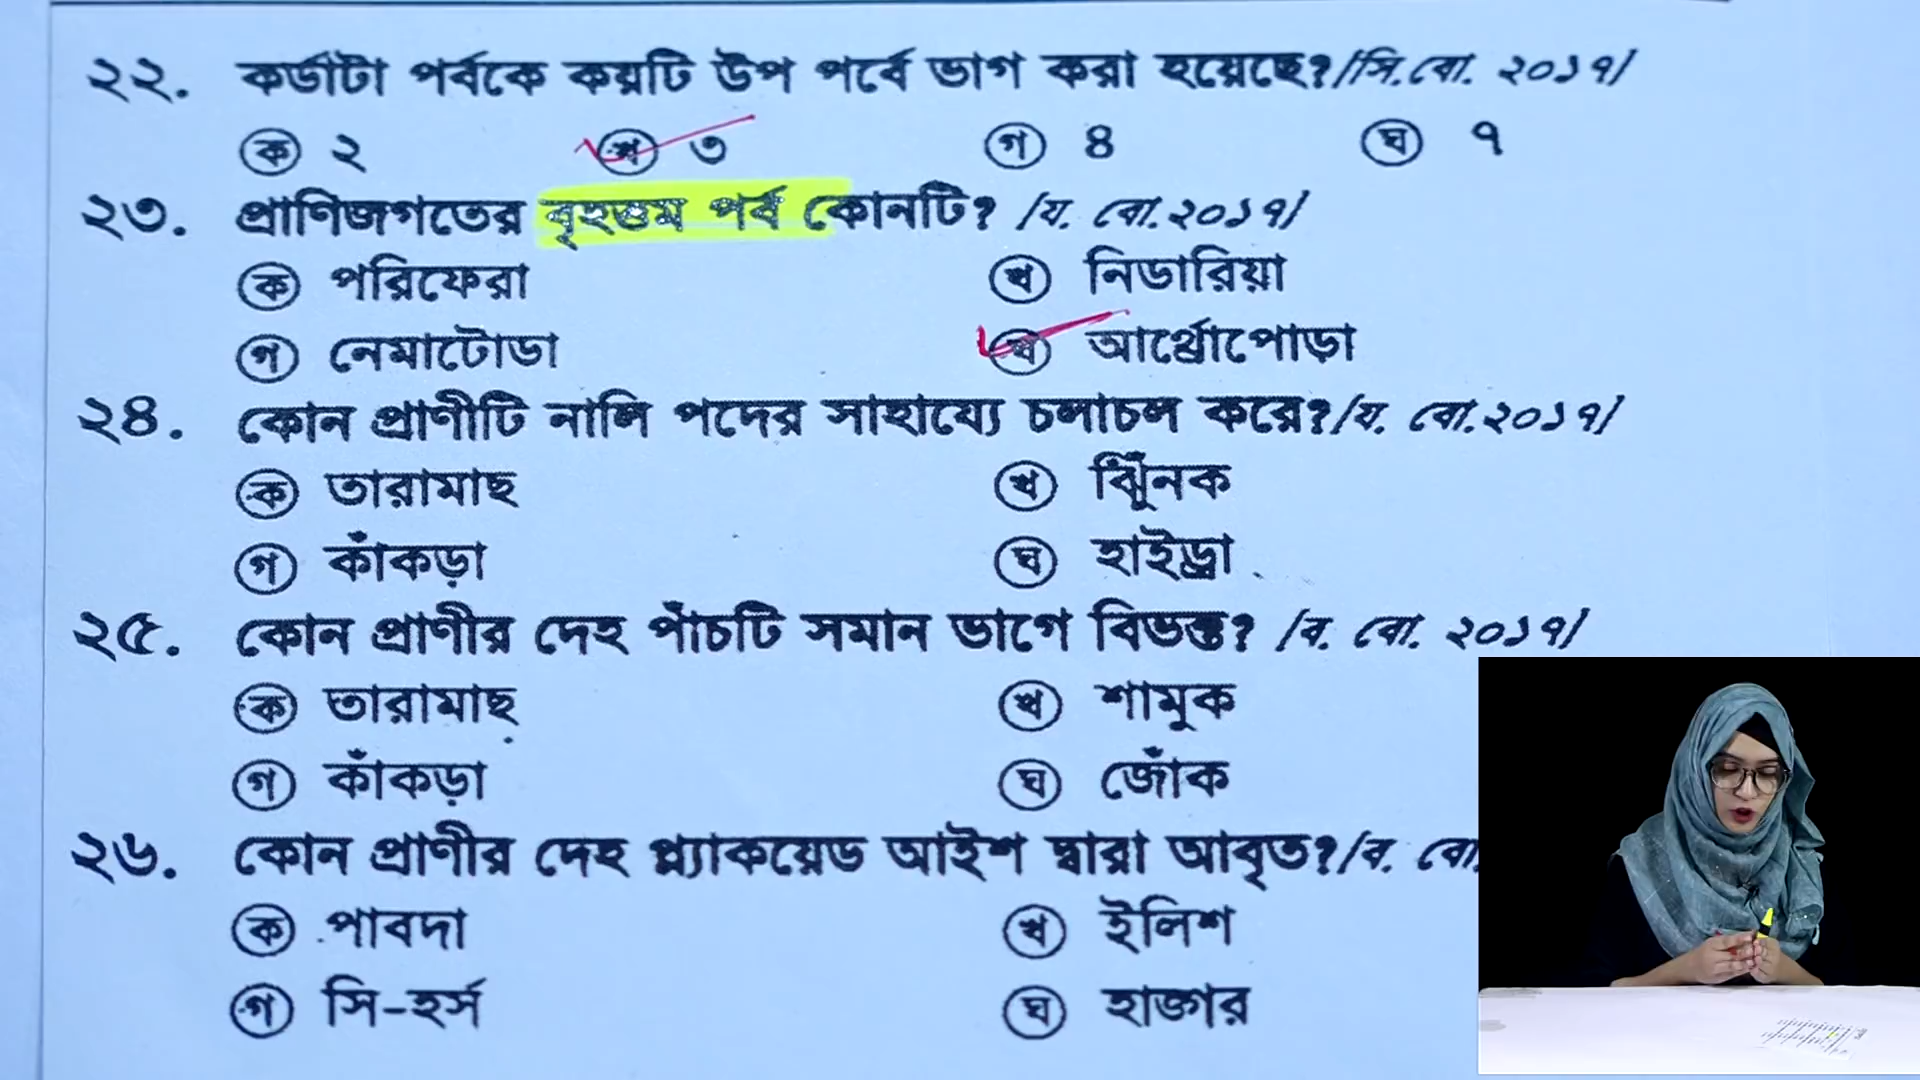 ২২. কর্ডাটা পর্বকে কয়টি উপ পর্বে ভাগ করা হয়েছে?/সি.বো. ২০১৭/
ক ২ খ ৩ গ ৪ ঘ ৭
২৩. প্রাণিজগতের বৃহত্তম পর্ব কোনটি? /য. বো.২০১৭/
ক পরিফেরা খ নিডারিয়া
গ নেমাটোডা ঘ আর্থ্রোপোড়া
২৪. কোন প্রাণীটি নালি পদের সাহায্যে চলাচল করে?/য. বো.২০১৭/
ক তারামাছ খ ঝিঁনুক
গ কাঁকড়া ঘ হাইড্রা
২৫. কোন প্রাণীর দেহ পাঁচটি সমান ভাগে বিভক্ত? /ব. বো. ২০১৭/
ক তারামাছ খ শামুক
গ কাঁকড়া ঘ জোঁক
২৬. কোন প্রাণীর দেহ প্ল্যাকয়েড আইশ দ্বারা আবৃত?/ব. বো.
ক পাবদা খ ইলিশ
গ সি-হর্স ঘ হাঙ্গর